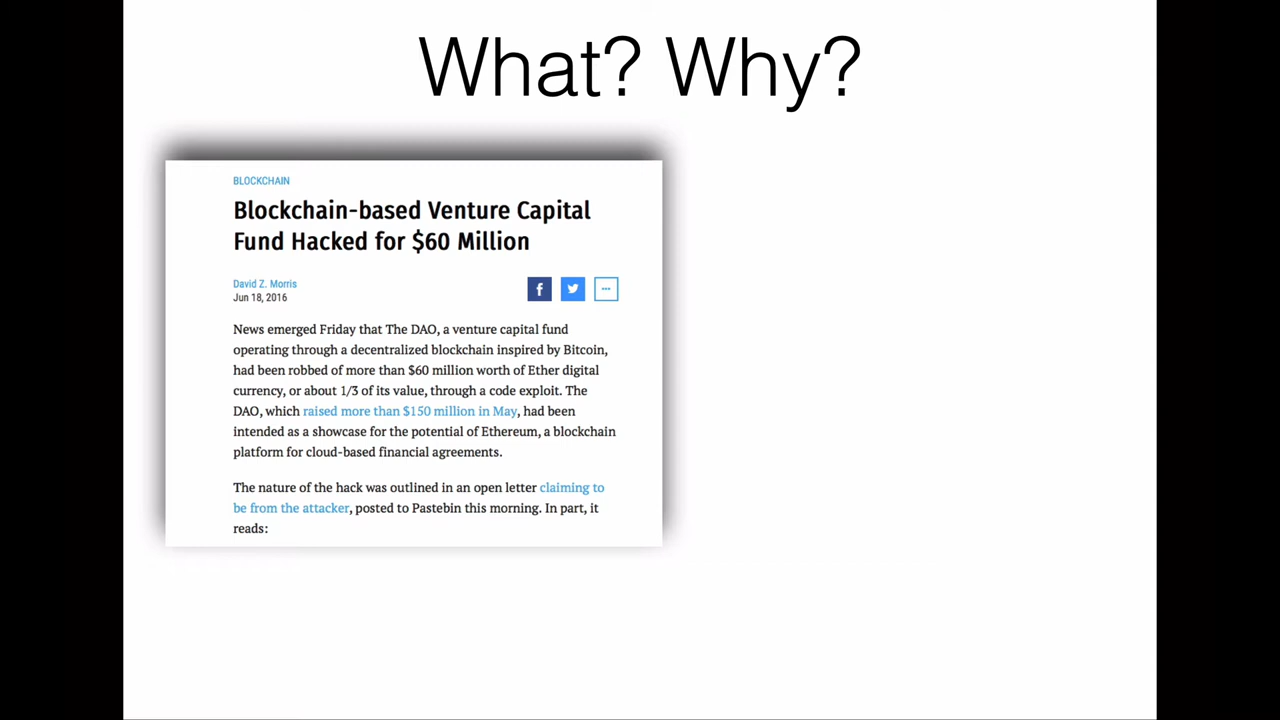 What? Why?
BLOCKCHAIN
Blockchain-based Venture Capital
Fund Hacked for $60 Million
David Z. Morris
Jun 18, 2016
News emerged Friday that The DAO, a venture capital fund
operating through a decentralized blockchain inspired by Bitcoin,
had been robbed of more than $60 million worth of Ether digital
currency, or about 1/3 of its value, through a code exploit. The
DAO, which raised more than $150 million in May, had been
intended as a showcase for the potential of Ethereum, a blockchain
platform for cloud-based financial agreements.
The nature of the hack was outlined in an open letter claiming to
be from the attacker, posted to Pastebin this morning. In part, it
reads: